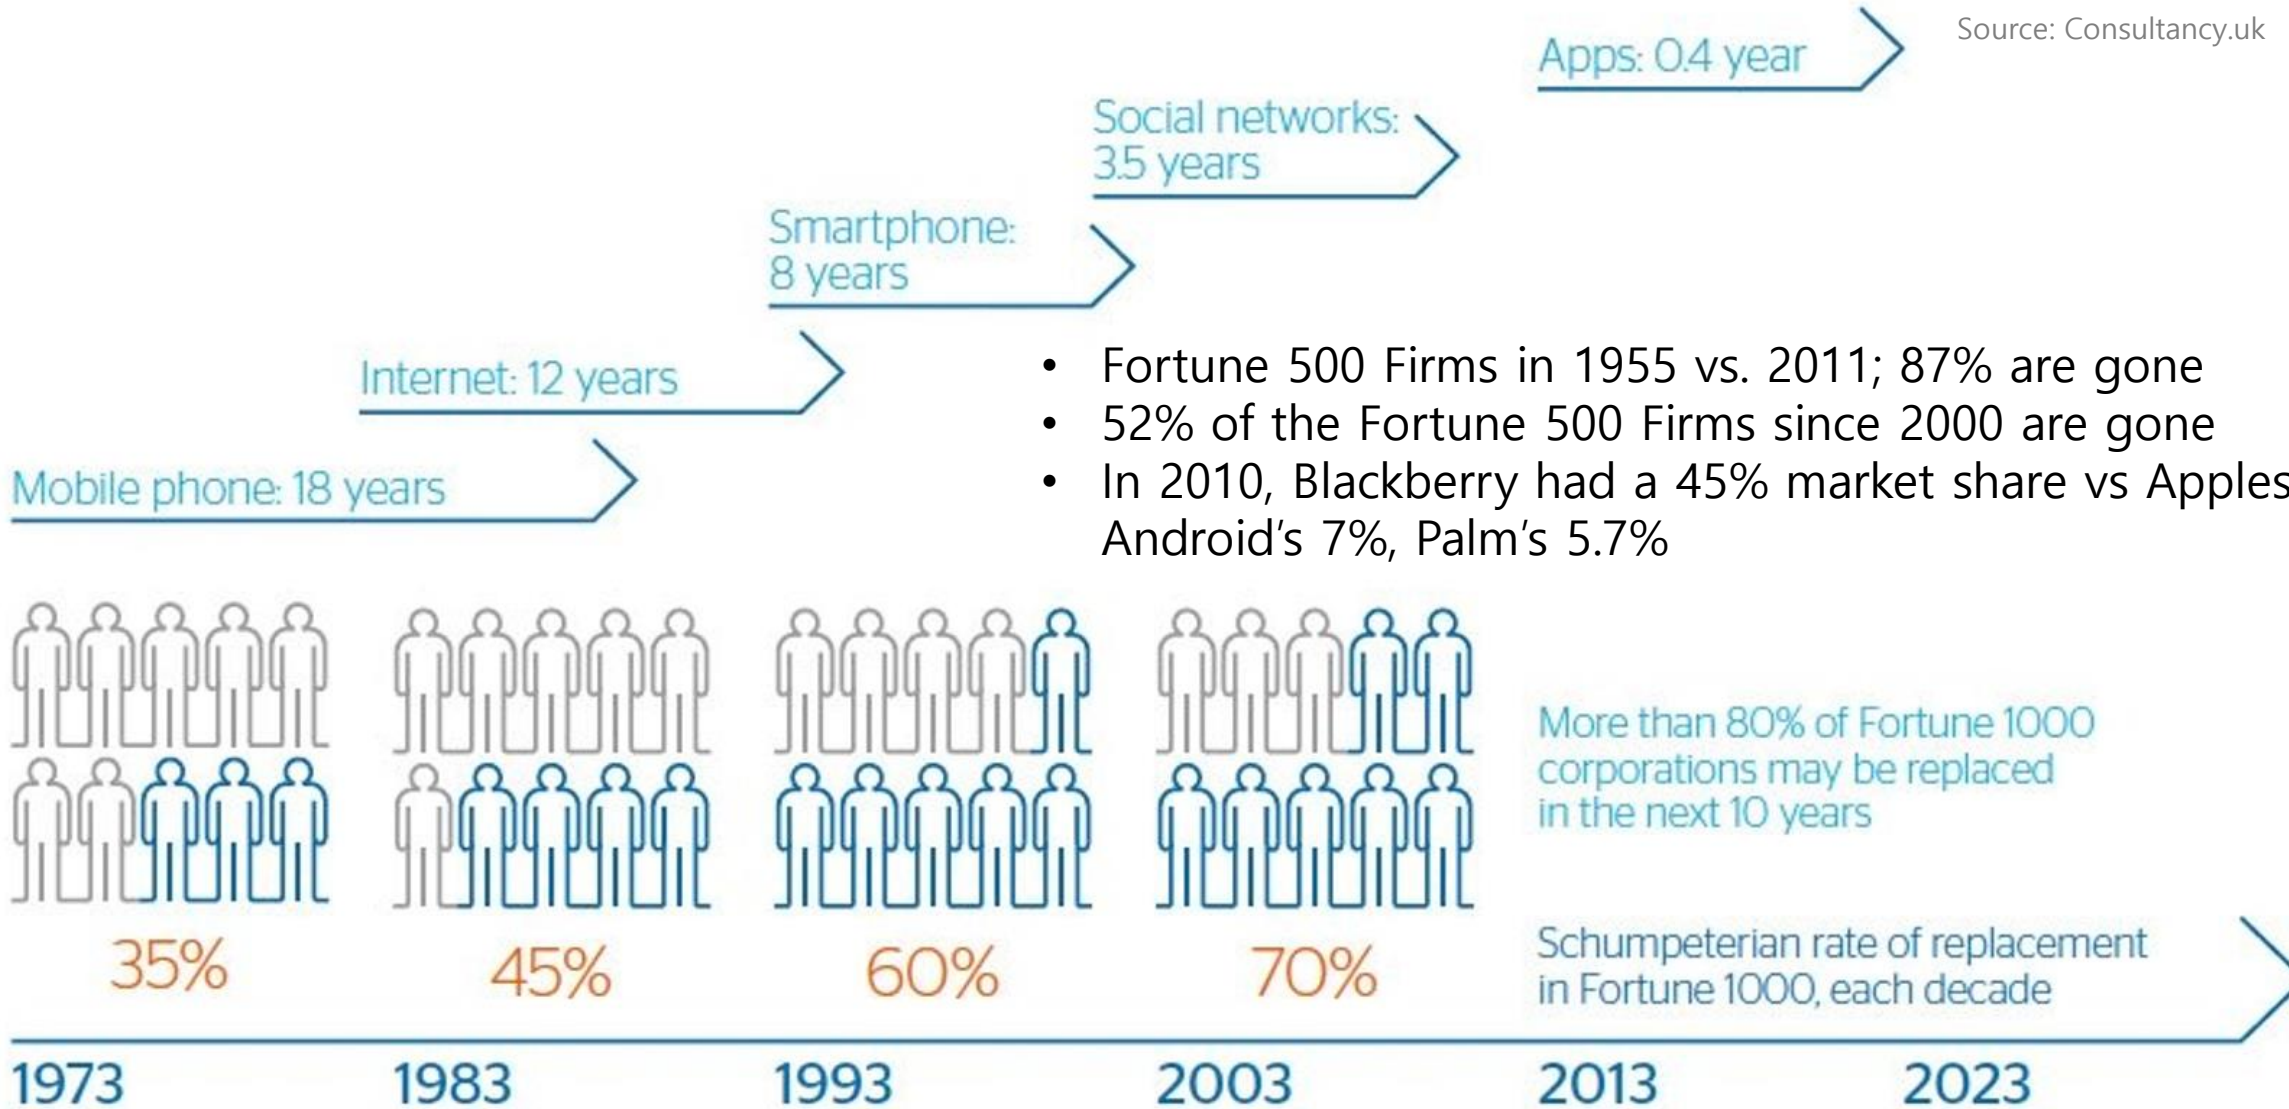 Source: Consultancy.uk
Apps: 0.4 year
Social networks:
3.5 years
Smartphone:
8 years
Internet: 12 years
Mobile phone: 18 years
• Fortune 500 Firms in 1955 vs. 2011; 87% are gone
• 52% of the Fortune 500 Firms since 2000 are gone
• In 2010, Blackberry had a 45% market share vs Apples
Android’s 7%, Palm’s 5.7%
More than 80% of Fortune 1000
corporations may be replaced
in the next 10 years
35%
45%
60%
70%
Schumpeterian rate of replacement
in Fortune 1000, each decade
1973
1983
1993
2003
2013
2023